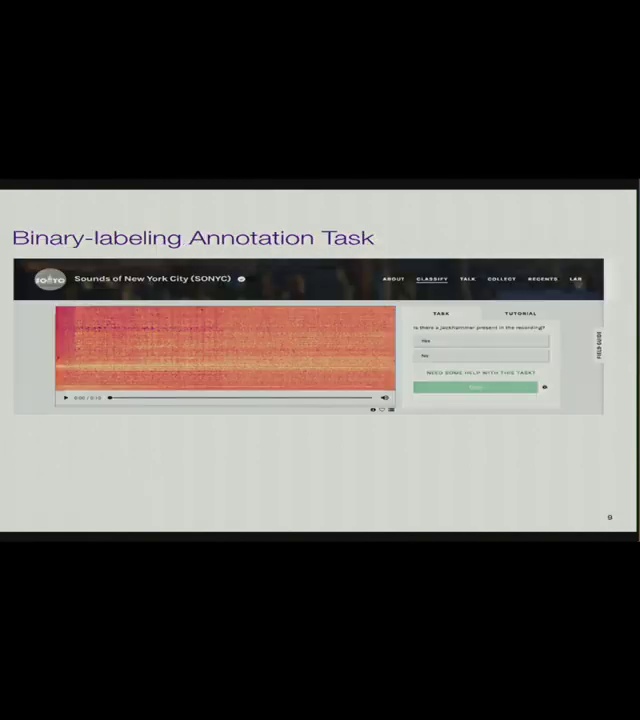 Binary-labeling Annotation Task
SONYC
Sounds of New York City (SONYC)
ABOUT CLASSIFY TALK COLLECT RECENTS LAB
TASK TUTORIAL
Is there a jackhammer present in the recording?
Yes
No
NEED SOME HELP WITH THIS TASK?
FIELD GUIDE
0:00 / 0:10
9